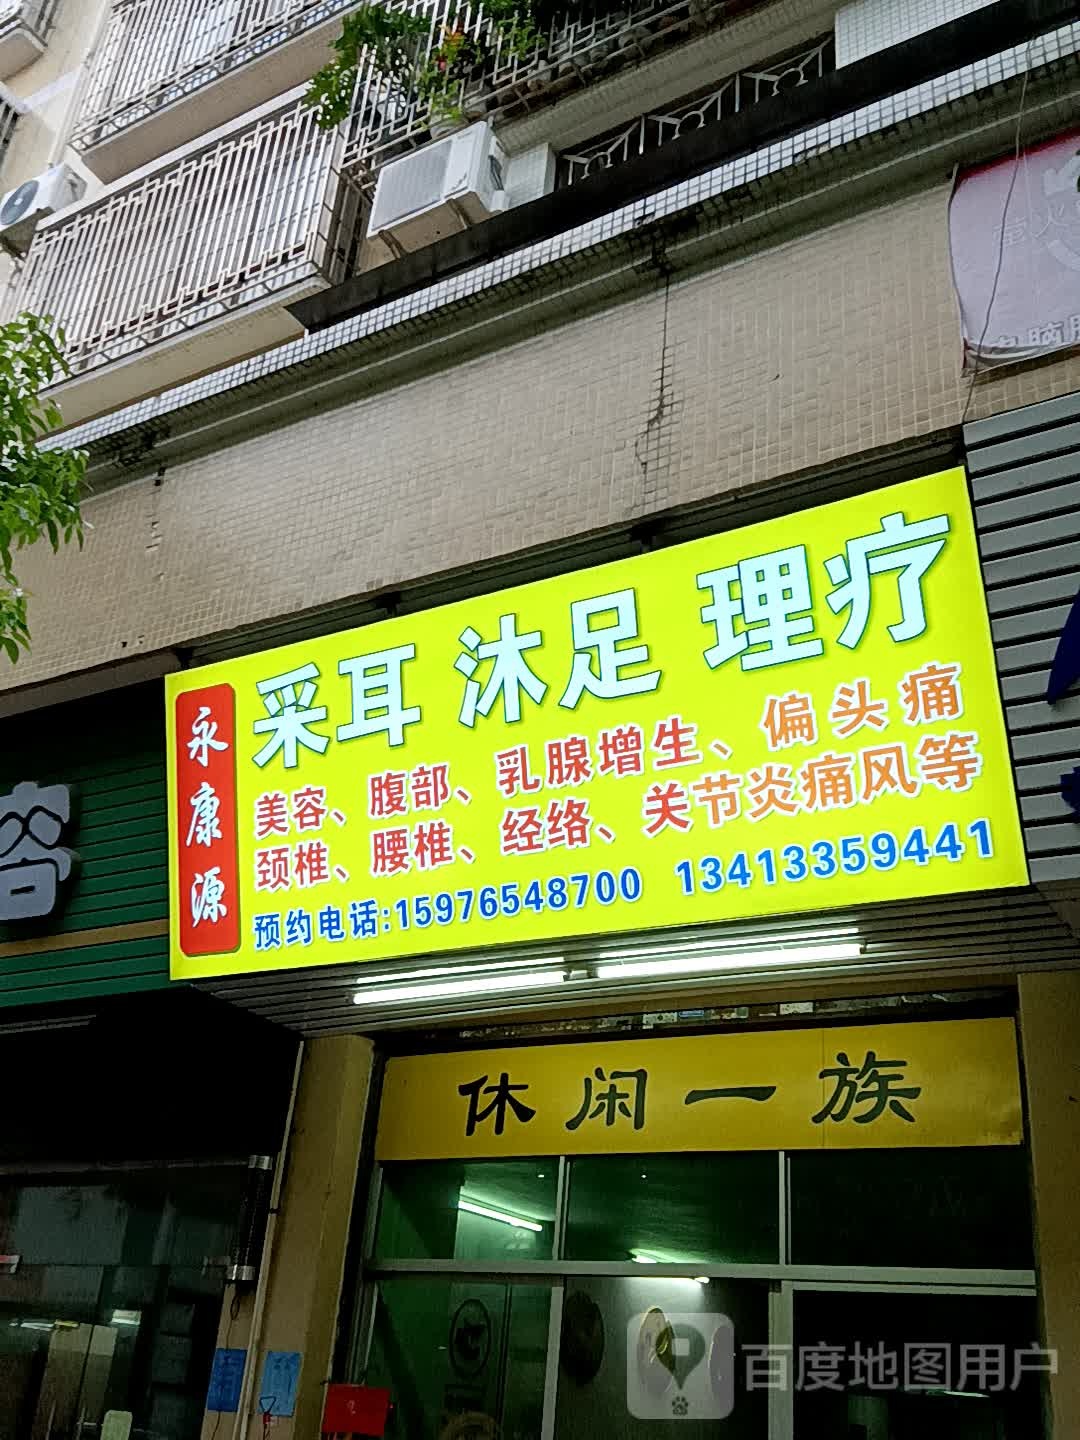 永康源
采耳 沐足 理疗
美容、腹部、乳腺增生、偏头痛
颈椎、腰椎、经络、关节炎痛风等
预约电话:15976548700 13413359441
休闲一族
容
百度地图用户